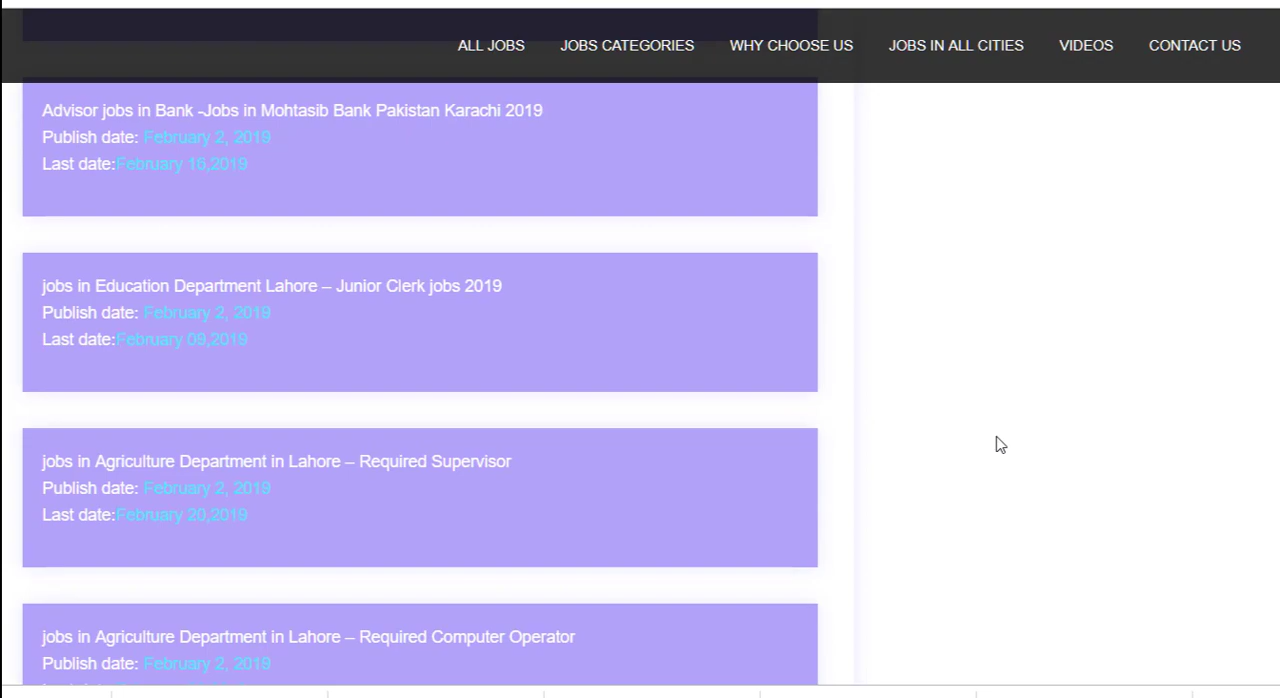 ALL JOBS JOBS CATEGORIES WHY CHOOSE US JOBS IN ALL CITIES VIDEOS CONTACT US
Advisor jobs in Bank -Jobs in Mohtasib Bank Pakistan Karachi 2019
Publish date: February 2, 2019
Last date:February 16,2019
jobs in Education Department Lahore – Junior Clerk jobs 2019
Publish date: February 2, 2019
Last date:February 09,2019
jobs in Agriculture Department in Lahore – Required Supervisor
Publish date: February 2, 2019
Last date:February 20,2019
jobs in Agriculture Department in Lahore – Required Computer Operator
Publish date: February 2, 2019